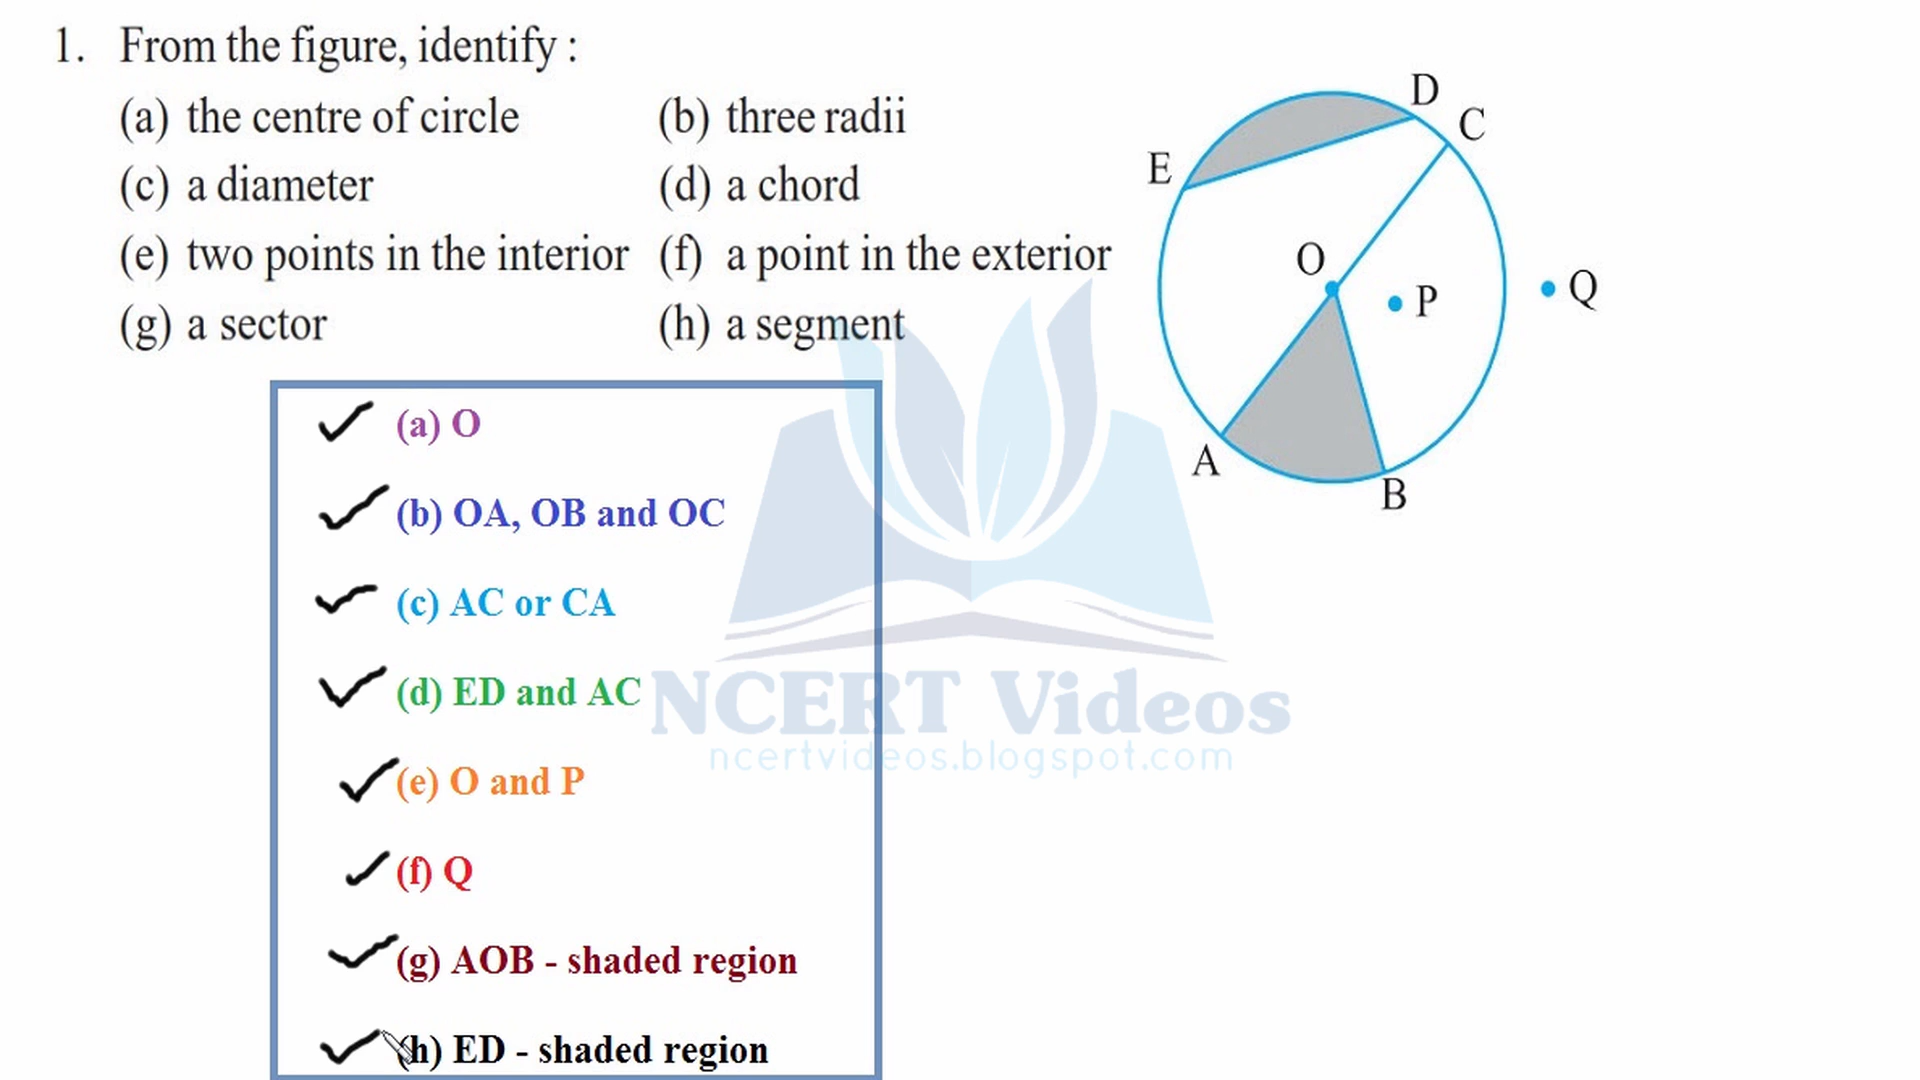 1. From the figure, identify :
(a) the centre of circle (b) three radii
(c) a diameter (d) a chord
(e) two points in the interior (f) a point in the exterior
(g) a sector (h) a segment
D
C
E
O
P
Q
A
B
(a) O
(b) OA, OB and OC
(c) AC or CA
(d) ED and AC
NCERT Videos
ncertvideos.blogspot.com
(e) O and P
(f) Q
(g) AOB - shaded region
(h) ED - shaded region